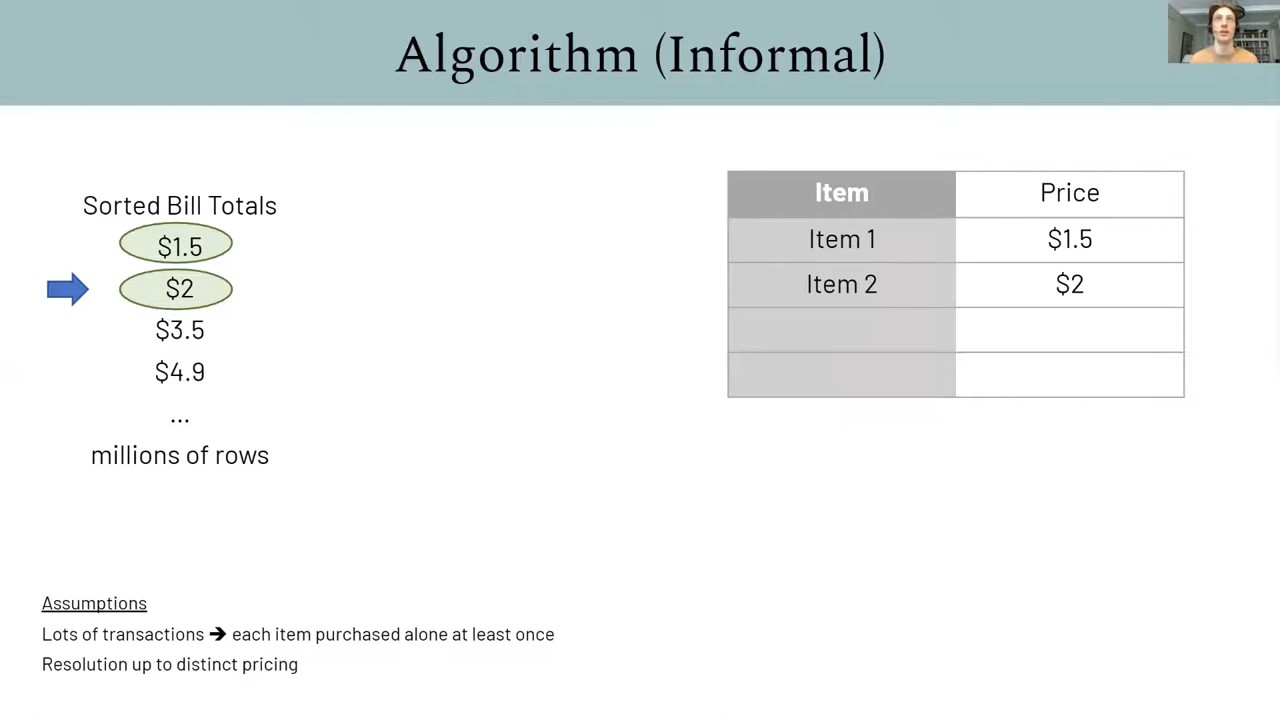 Algorithm (Informal)
Sorted Bill Totals
$1.5
$2
$3.5
$4.9
...
millions of rows
Item Price
Item 1 $1.5
Item 2 $2
Assumptions
Lots of transactions ➔ each item purchased alone at least once
Resolution up to distinct pricing